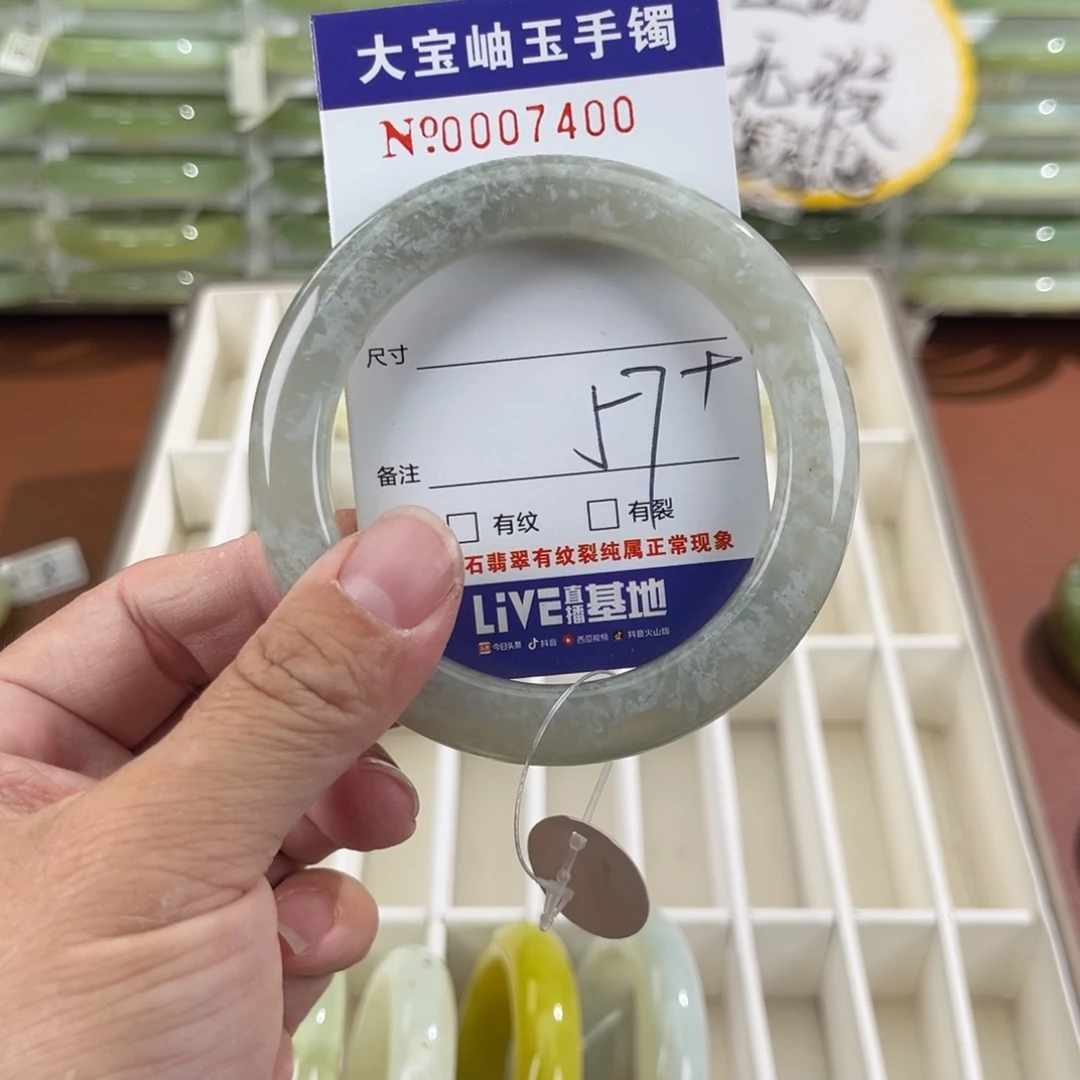 大宝岫玉手镯
№0007400
无瑕
尺寸
57+
备注
□ 有纹 □ 有裂
石翡翠有纹裂纯属正常现象
LiVE直播基地
今日头条 抖音 西瓜视频 抖音火山版